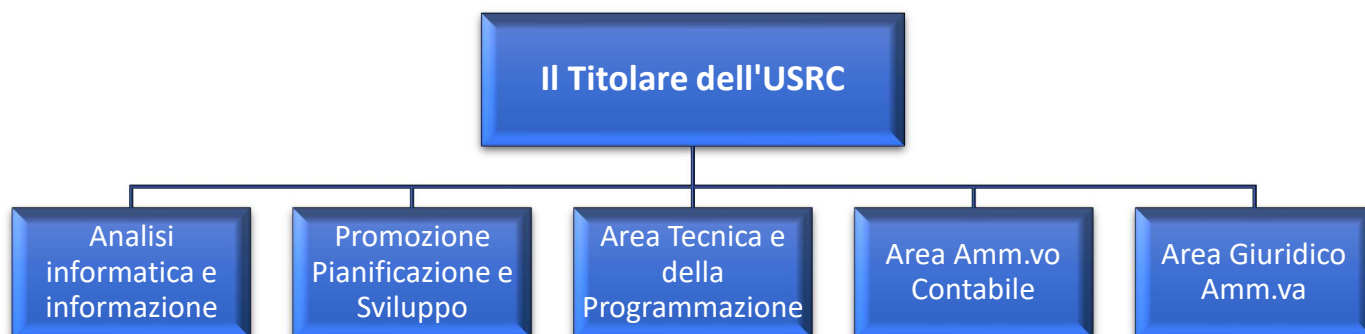 Il Titolare dell'USRC
Analisi
informatica e
informazione
Promozione
Pianificazione e
Sviluppo
Area Tecnica e
della
Programmazione
Area Amm.vo
Contabile
Area Giuridico
Amm.va